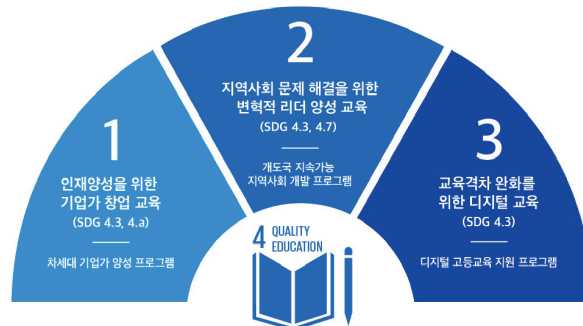 1
인재양성을 위한
기업가 창업 교육
(SDG 4.3, 4.a)
차세대 기업가 양성 프로그램
2
지역사회 문제 해결을 위한
변혁적 리더 양성 교육
(SDG 4.3, 4.7)
개도국 지속가능
지역사회 개발 프로그램
3
교육격차 완화를
위한 디지털 교육
(SDG 4.3)
디지털 고등교육 지원 프로그램
4 QUALITY
EDUCATION